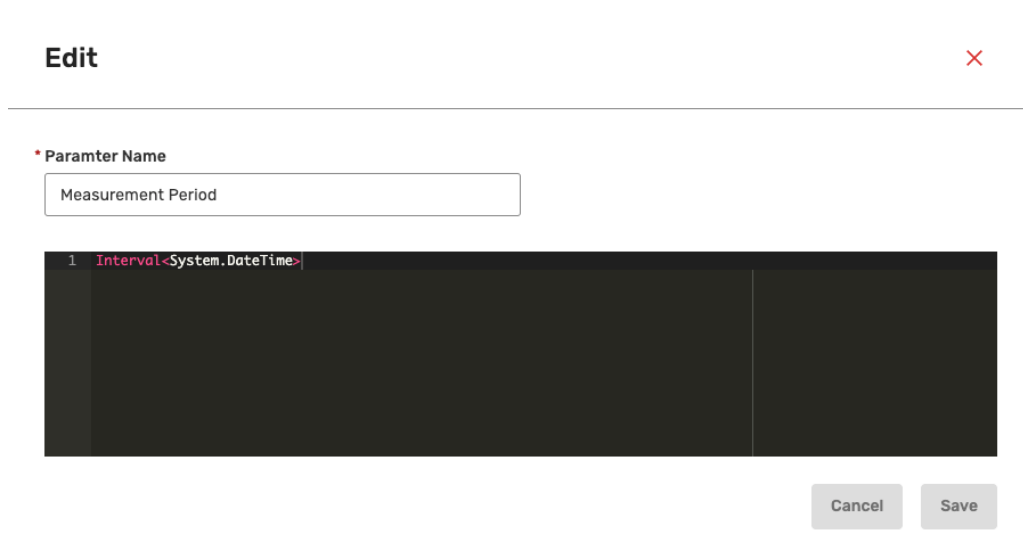 Edit
* Paramter Name
Measurement Period
1 Interval<System.DateTime>
Cancel Save